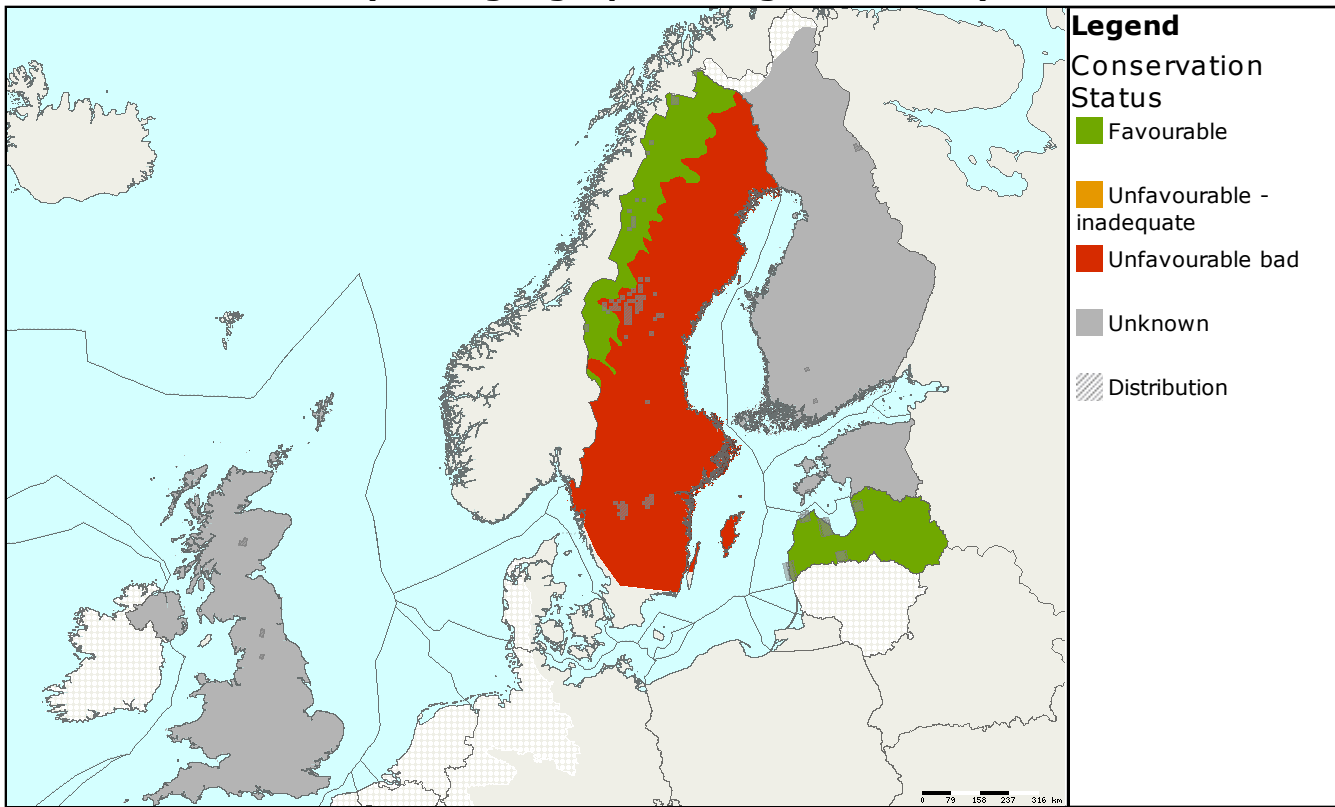 Legend
Conservation
Status
Favourable
Unfavourable -
inadequate
Unfavourable bad
Unknown
Distribution
0 79 158 237 316 km